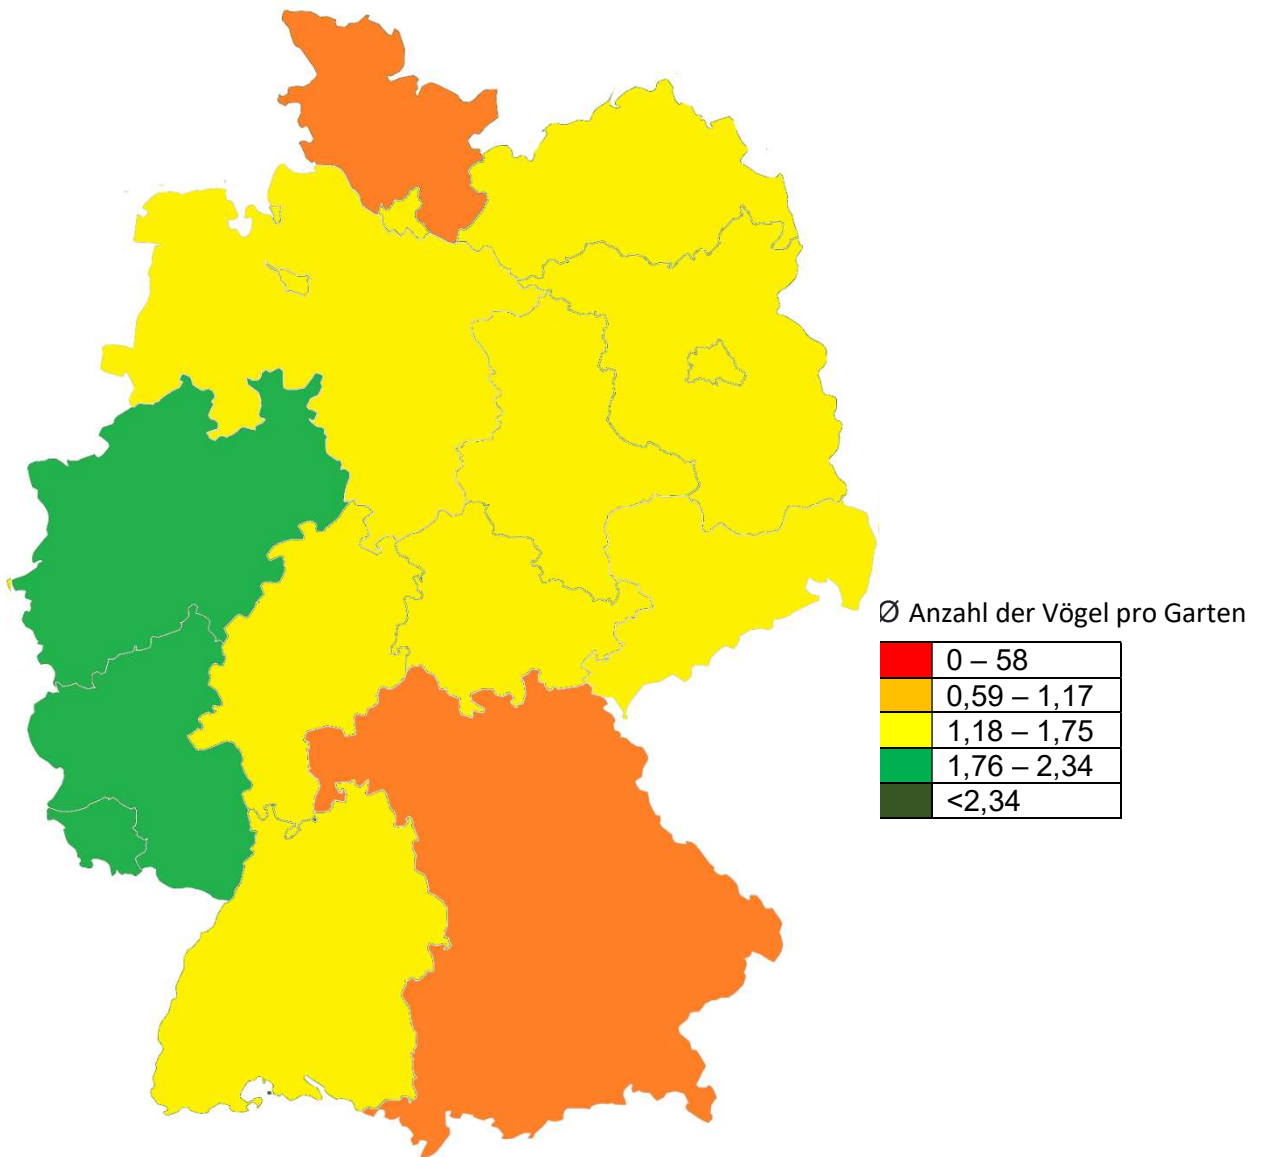 Ø Anzahl der Vögel pro Garten
0 – 58
0,59 – 1,17
1,18 – 1,75
1,76 – 2,34
<2,34